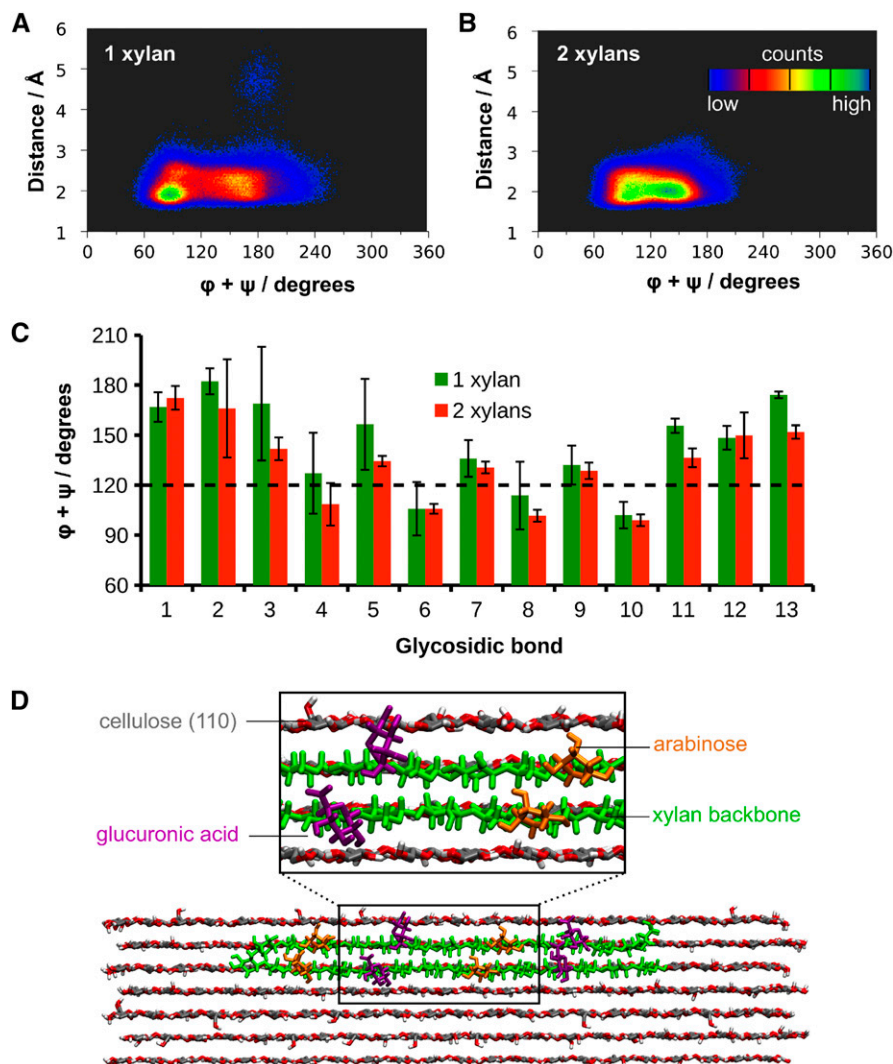 A
1 xylan
Distance / Å
6
5
4
3
2
1
0 60 120 180 240 300 360
φ + ψ / degrees
B
2 xylans
counts
low high
Distance / Å
6
5
4
3
2
1
0 60 120 180 240 300 360
φ + ψ / degrees
C
φ + ψ / degrees
210
180
150
120
90
60
1 xylan
2 xylans
1 2 3 4 5 6 7 8 9 10 11 12 13
Glycosidic bond
D
cellulose (110)
arabinose
xylan backbone
glucuronic acid